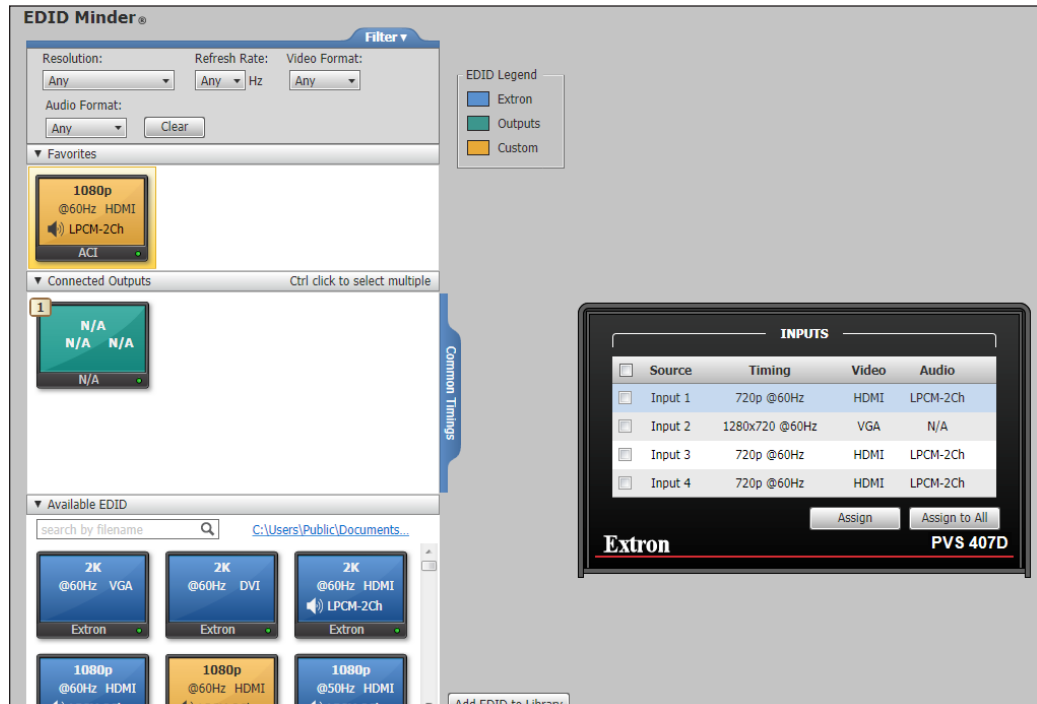 EDID Minder ®
Filter ▾
Resolution: Refresh Rate: Video Format:
Any Any Hz Any
Audio Format:
Any Clear
EDID Legend
Extron
Outputs
Custom
▼ Favorites
1080p
@60Hz HDMI
LPCM-2Ch
ACI
▼ Connected Outputs Ctrl click to select multiple
1
N/A
N/A N/A
N/A
Common Timings
▼ Available EDID
search by filename C:\Users\Public\Documents...
2K 2K 2K
@60Hz VGA @60Hz DVI @60Hz HDMI
LPCM-2Ch
Extron Extron Extron
1080p 1080p 1080p
@60Hz HDMI @60Hz HDMI @50Hz HDMI
Add EDID to Library
INPUTS
Source Timing Video Audio
Input 1 720p @60Hz HDMI LPCM-2Ch
Input 2 1280x720 @60Hz VGA N/A
Input 3 720p @60Hz HDMI LPCM-2Ch
Input 4 720p @60Hz HDMI LPCM-2Ch
Assign Assign to All
Extron PVS 407D